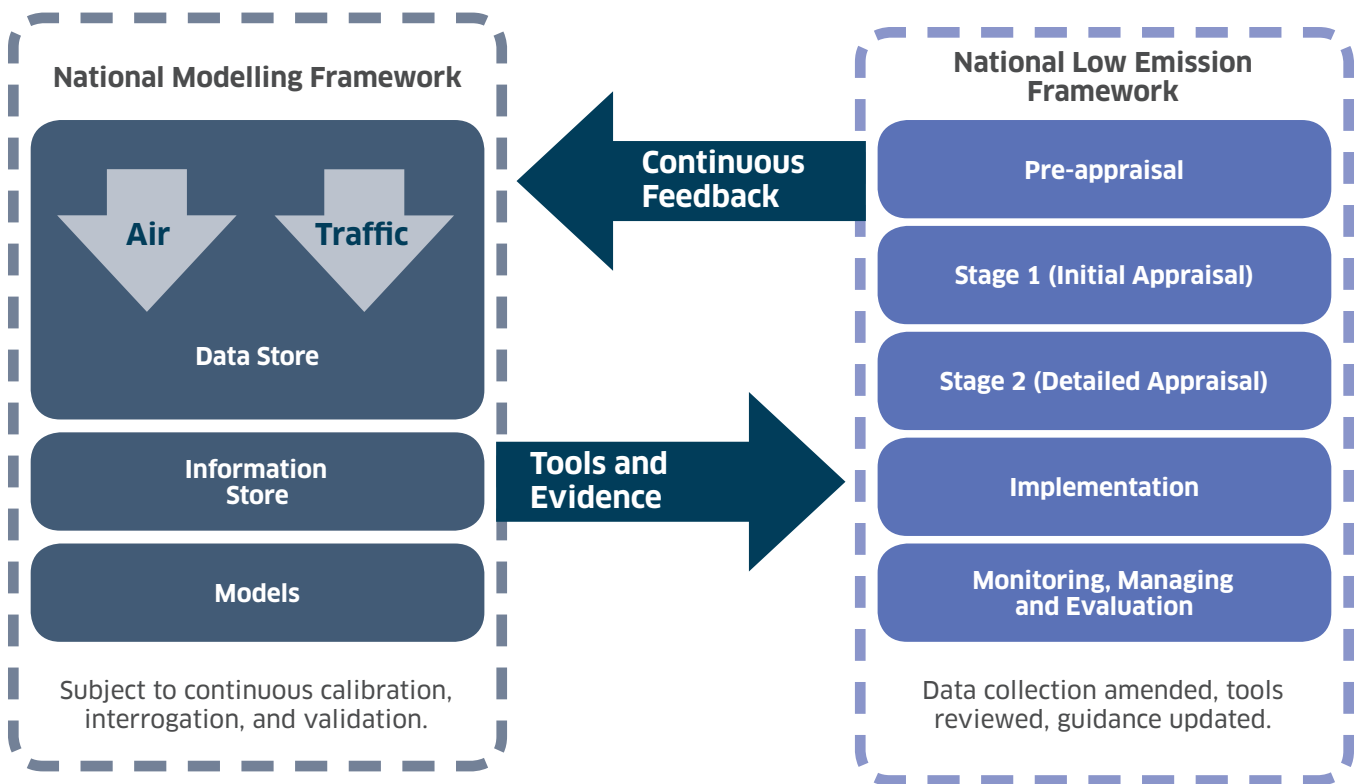 National Modelling Framework
Air
Traffic
Data Store
Information
Store
Models
Subject to continuous calibration,
interrogation, and validation.
Continuous
Feedback
Tools and
Evidence
National Low Emission
Framework
Pre-appraisal
Stage 1 (Initial Appraisal)
Stage 2 (Detailed Appraisal)
Implementation
Monitoring, Managing
and Evaluation
Data collection amended, tools
reviewed, guidance updated.